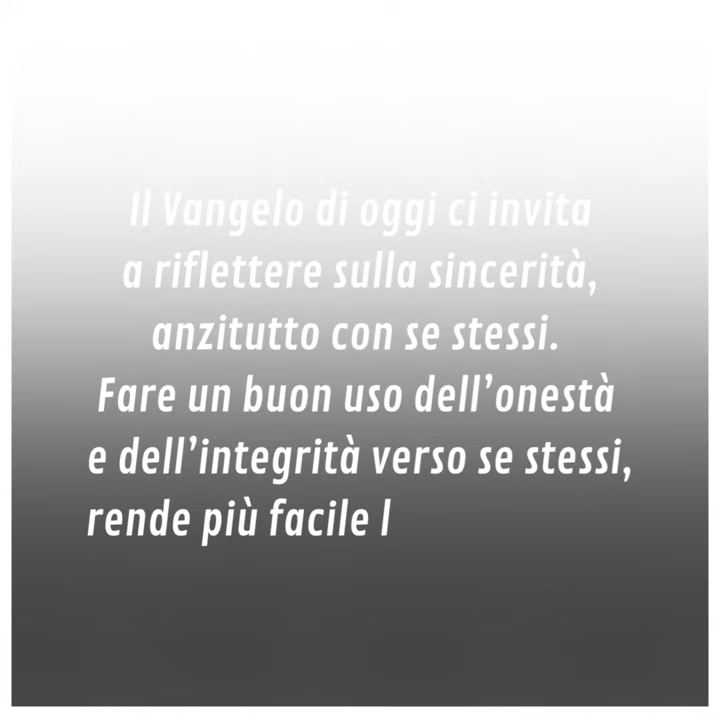 Il Vangelo di oggi ci invita
a riflettere sulla sincerità,
anzitutto con se stessi.
Fare un buon uso dell’onestà
e dell’integrità verso se stessi,
rende più facile l